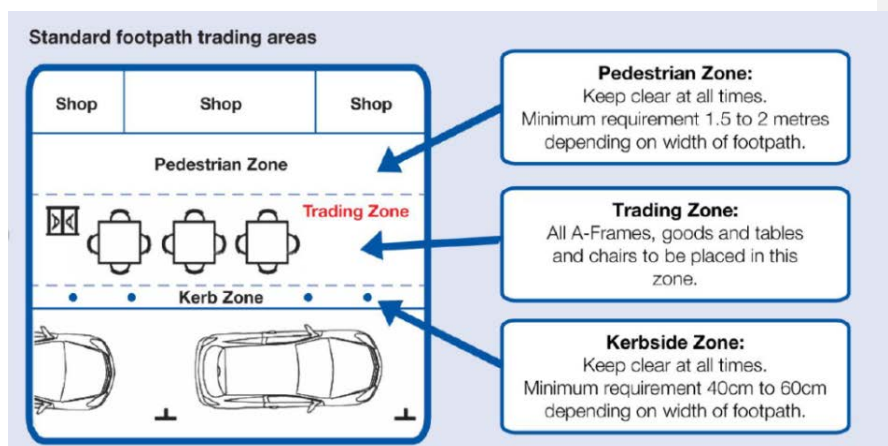 Standard footpath trading areas
Shop
Shop
Shop
Pedestrian Zone
Trading Zone
Kerb Zone
Pedestrian Zone:
Keep clear at all times.
Minimum requirement 1.5 to 2 metres
depending on width of footpath.
Trading Zone:
All A-Frames, goods and tables
and chairs to be placed in this
zone.
Kerbside Zone:
Keep clear at all times.
Minimum requirement 40cm to 60cm
depending on width of footpath.